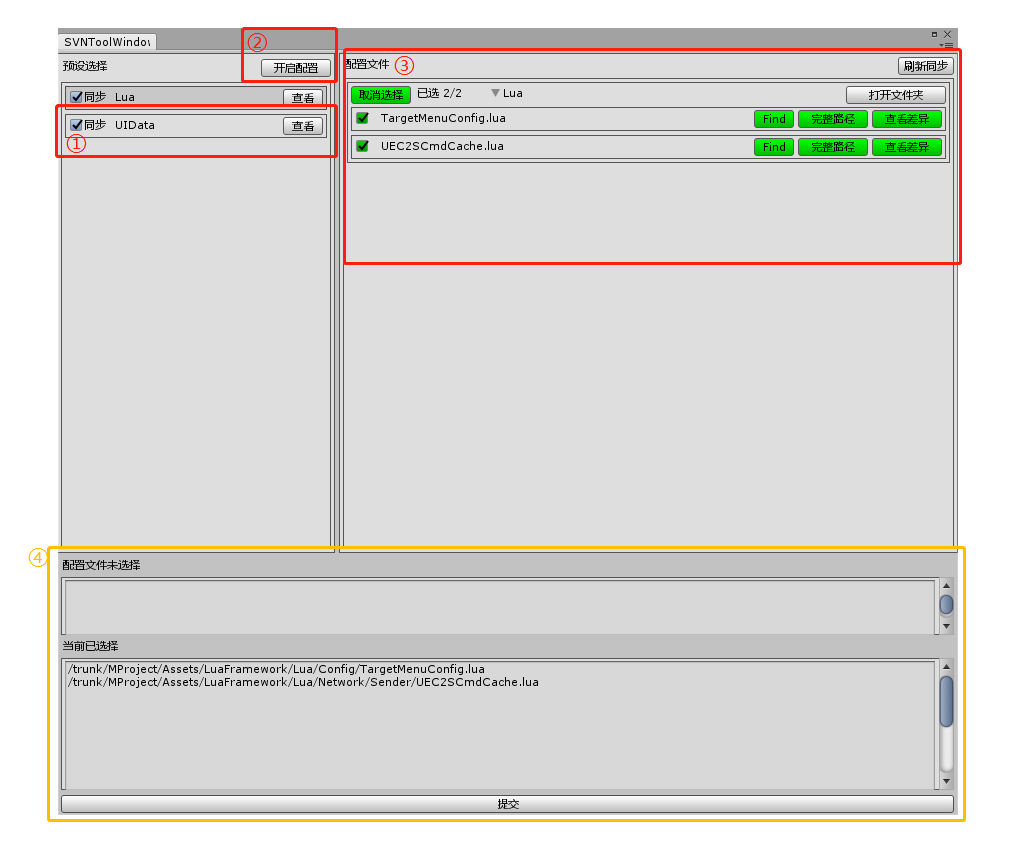 SVNToolWindow
②
预设选择
开启配置
同步 Lua
查看
同步 UIData
查看
①
配置文件 ③
刷新同步
取消选择 已选 2/2 ▼Lua
打开文件夹
TargetMenuConfig.lua
Find 完整路径 查看差异
UEC2SCmdCache.lua
Find 完整路径 查看差异
④
配置文件未选择
当前已选择
/trunk/MProject/Assets/LuaFramework/Lua/Config/TargetMenuConfig.lua
/trunk/MProject/Assets/LuaFramework/Lua/Network/Sender/UEC2SCmdCache.lua
提交